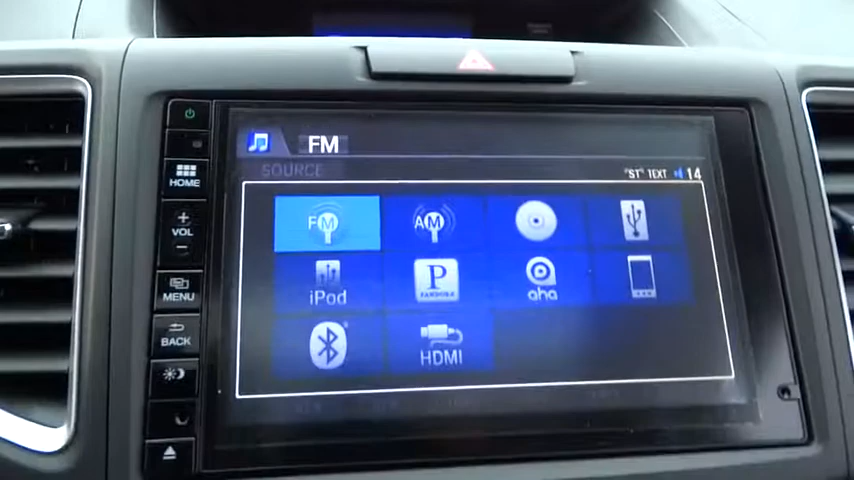 FM
SOURCE
"ST" TEXT 14
HOME
+
VOL
-
MENU
BACK
FM
AM
iPod
P
PANDORA
aha
HDMI